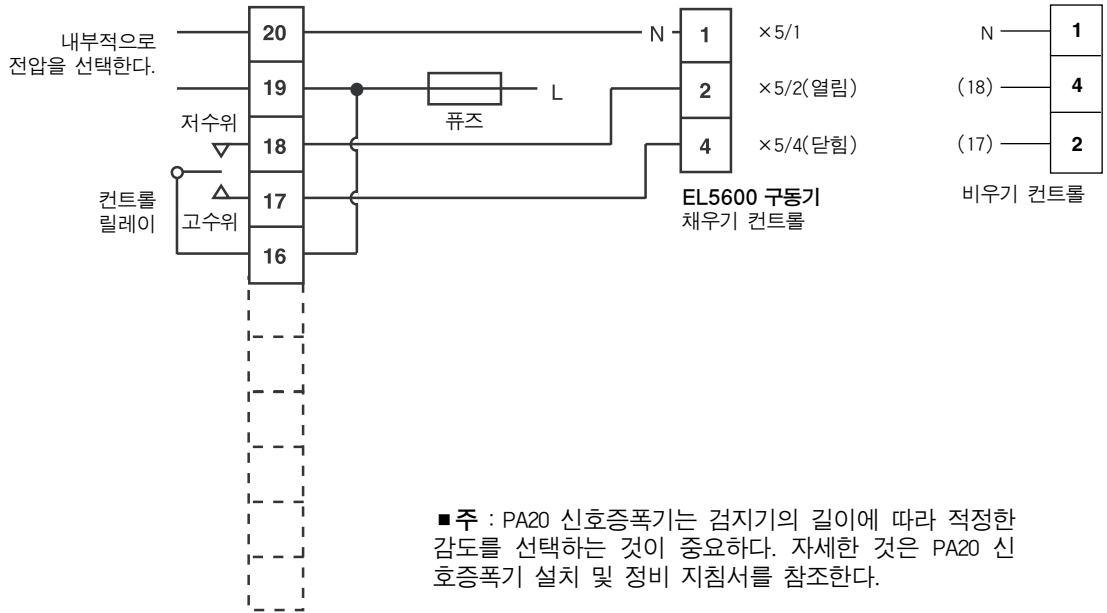 내부적으로
전압을 선택한다.
20
N
1
×5/1
N
1
19
퓨즈
L
2
×5/2(열림)
(18)
4
저수위
18
4
×5/4(닫힘)
(17)
2
컨트롤
릴레이
고수위
17
16
EL5600 구동기
채우기 컨트롤
비우기 컨트롤
■주 : PA20 신호증폭기는 검지기의 길이에 따라 적정한
감도를 선택하는 것이 중요하다. 자세한 것은 PA20 신
호증폭기 설치 및 정비 지침서를 참조한다.